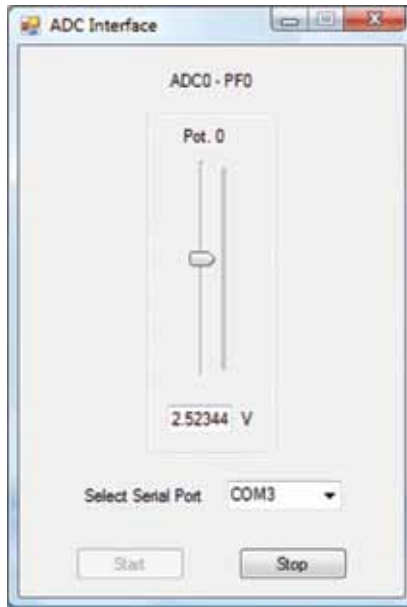 ADC Interface
ADC0 - PF0
Pot. 0
2.52344 V
Select Serial Port COM3
Start Stop